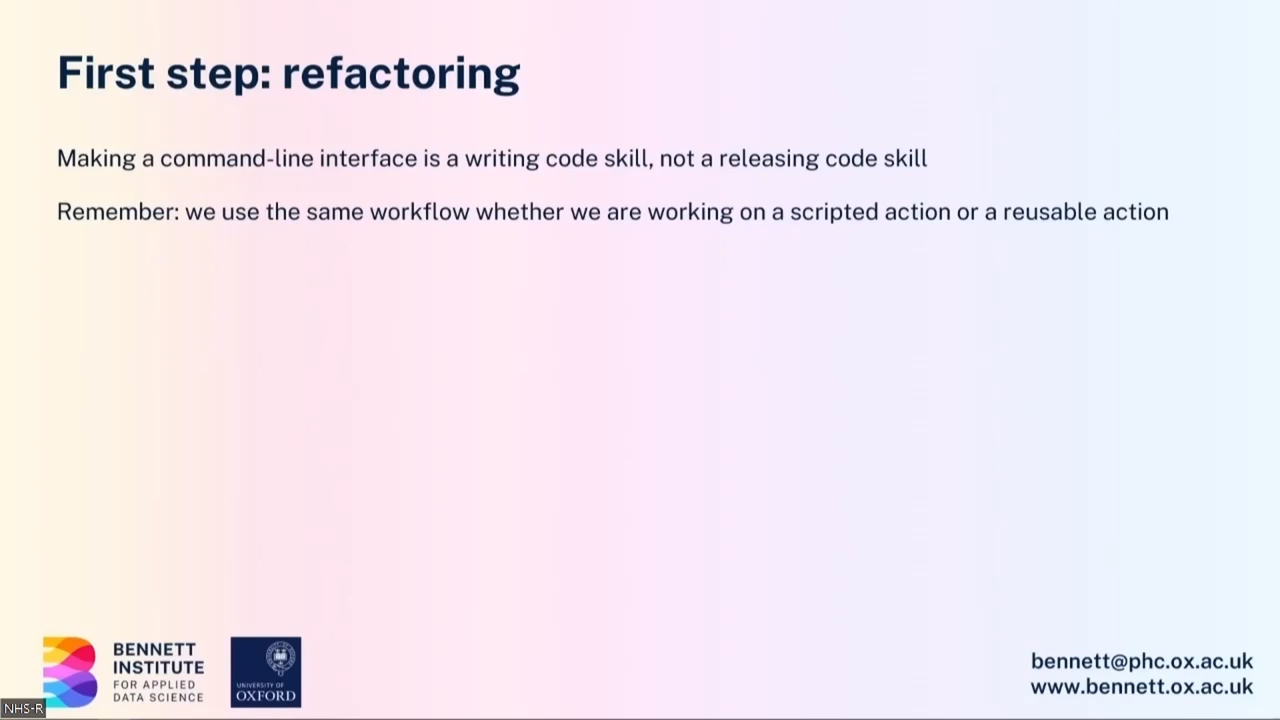 First step: refactoring
Making a command-line interface is a writing code skill, not a releasing code skill
Remember: we use the same workflow whether we are working on a scripted action or a reusable action
BENNETT
INSTITUTE
FOR APPLIED
DATA SCIENCE
UNIVERSITY OF
OXFORD
bennett@phc.ox.ac.uk
www.bennett.ox.ac.uk
NHS-R